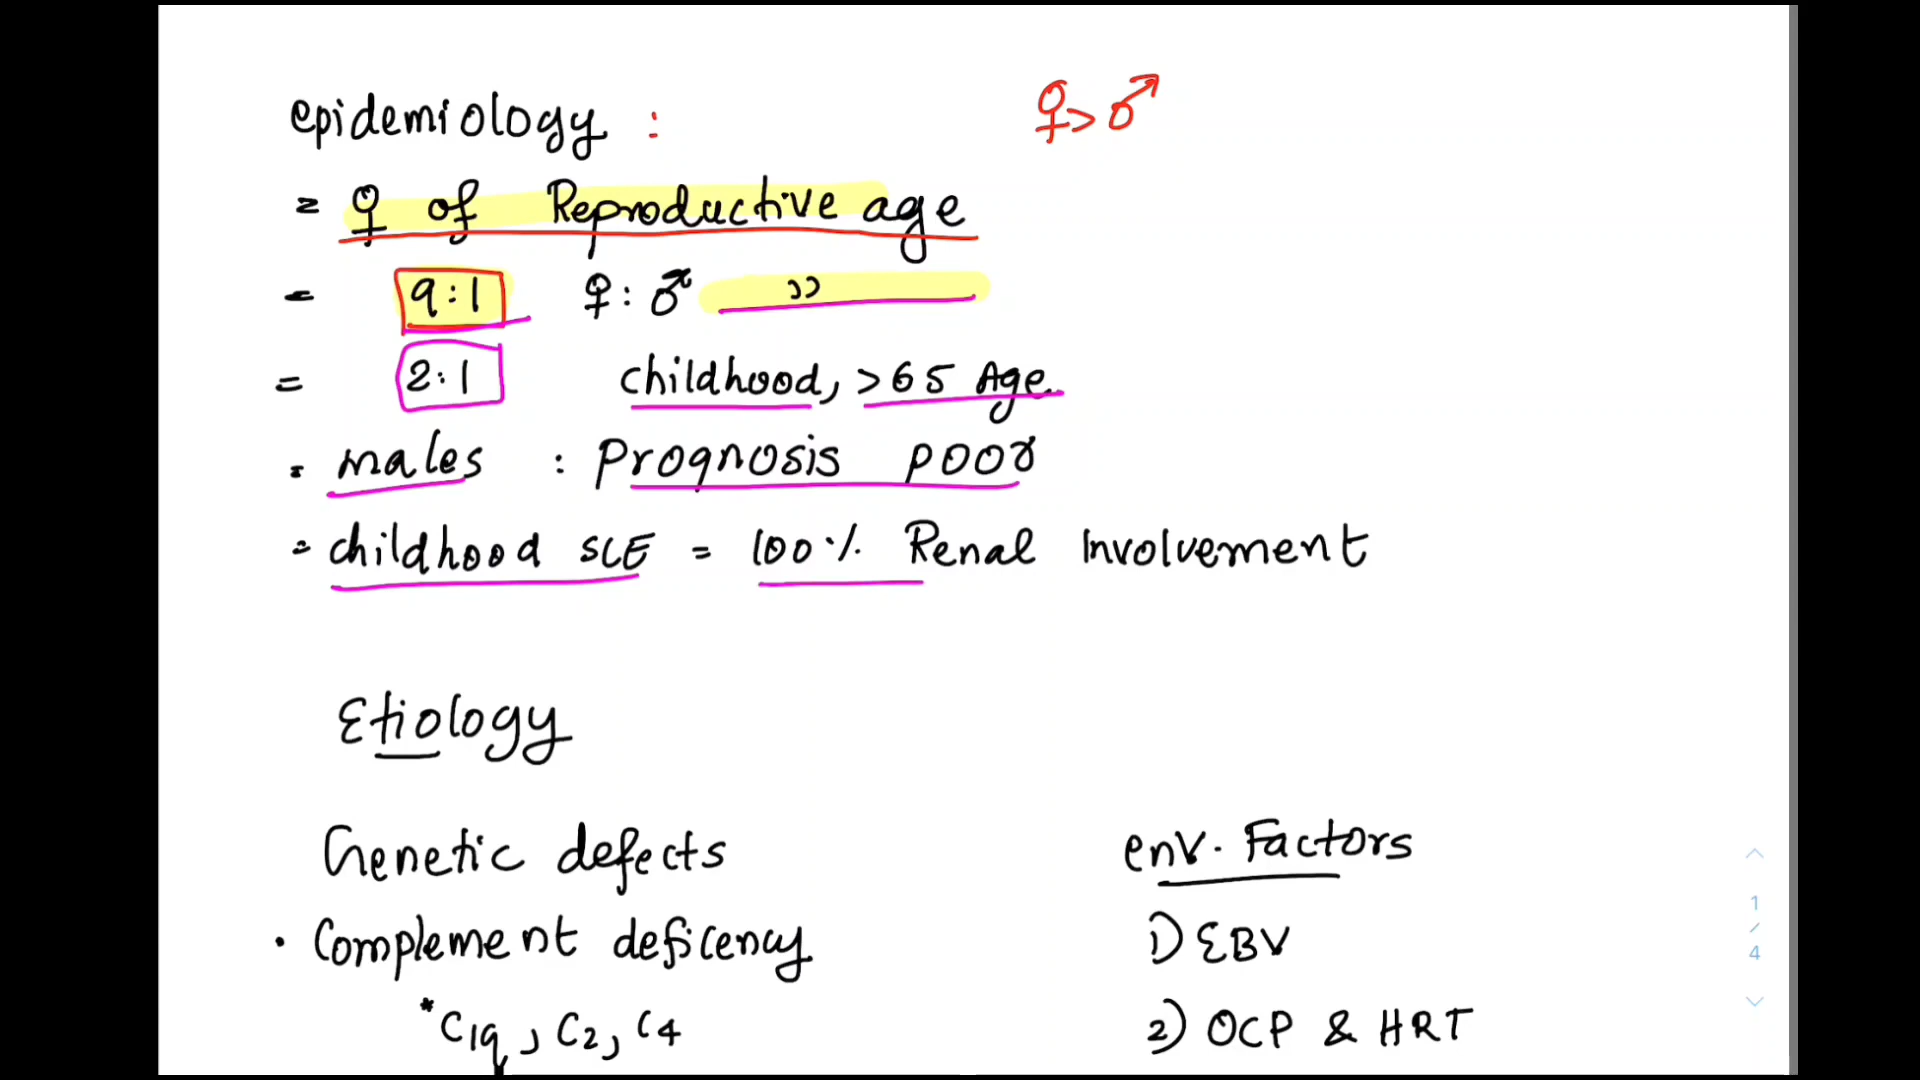 epidemiology : ♀>♂
= ♀ of Reproductive age
= 9:1 ♀:♂ ,,
= 2:1 childhood, >65 Age
= males : Prognosis poor
= childhood SLE = 100% Renal Involvement
Etiology
Genetic defects
• Complement deficency
*C1q, C2, C4
env. Factors
1) EBV
2) OCP & HRT
1
/
4